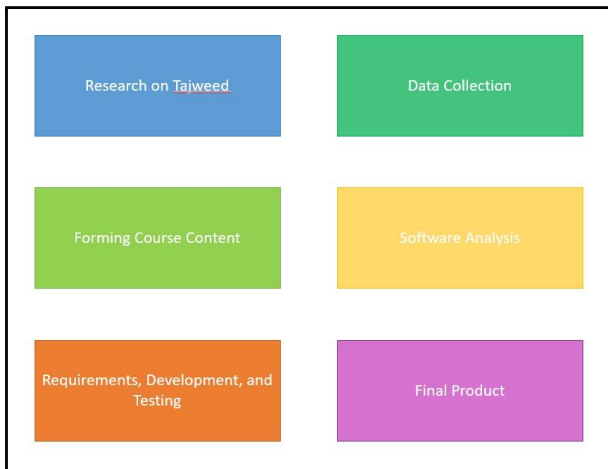 Research on Tajweed
Data Collection
Forming Course Content
Software Analysis
Requirements, Development, and
Testing
Final Product